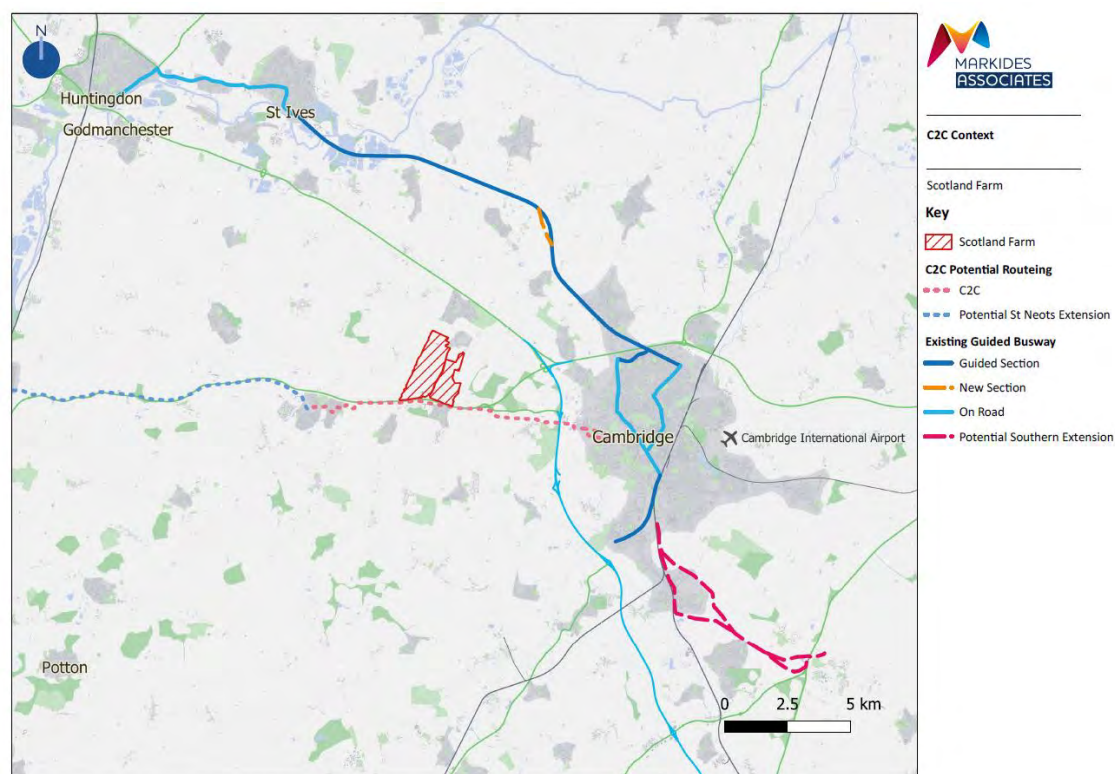 N
Huntingdon
Godmanchester
St Ives
Cambridge
Cambridge International Airport
Potton
0 2.5 5 km
MARKIDES
ASSOCIATES
C2C Context
Scotland Farm
Key
Scotland Farm
C2C Potential Routeing
C2C
Potential St Neots Extension
Existing Guided Busway
Guided Section
New Section
On Road
Potential Southern Extension